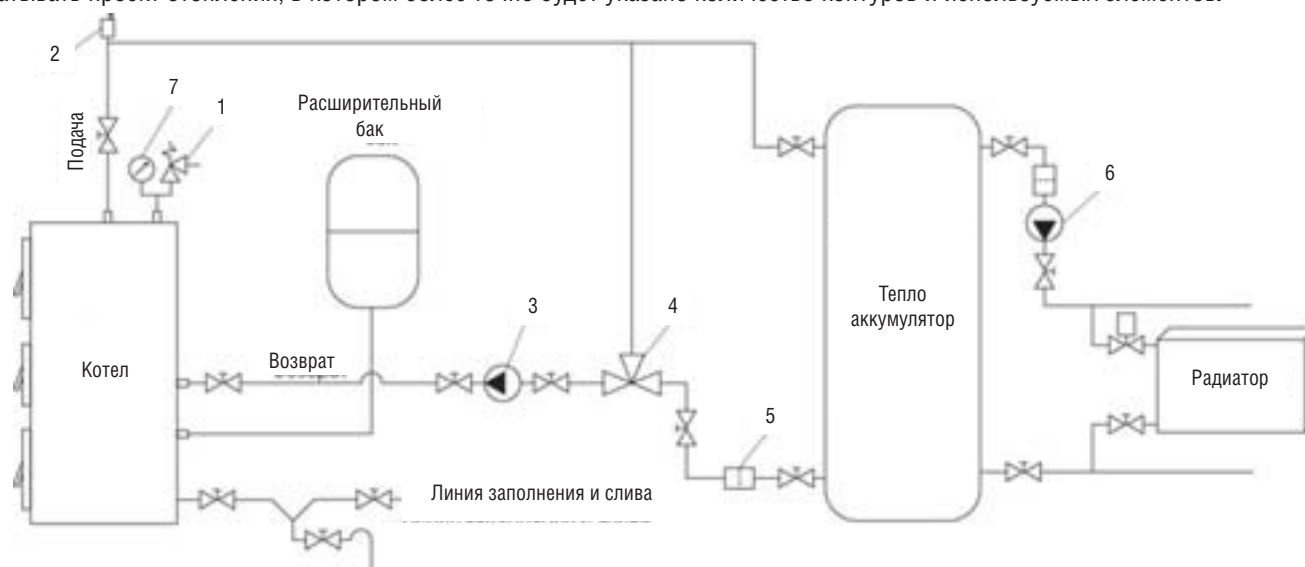 2
7
1
Подача
Расширительный
бак
Котел
Возврат
3
4
5
Линия заполнения и слива
Тепло
аккумулятор
6
Радиатор